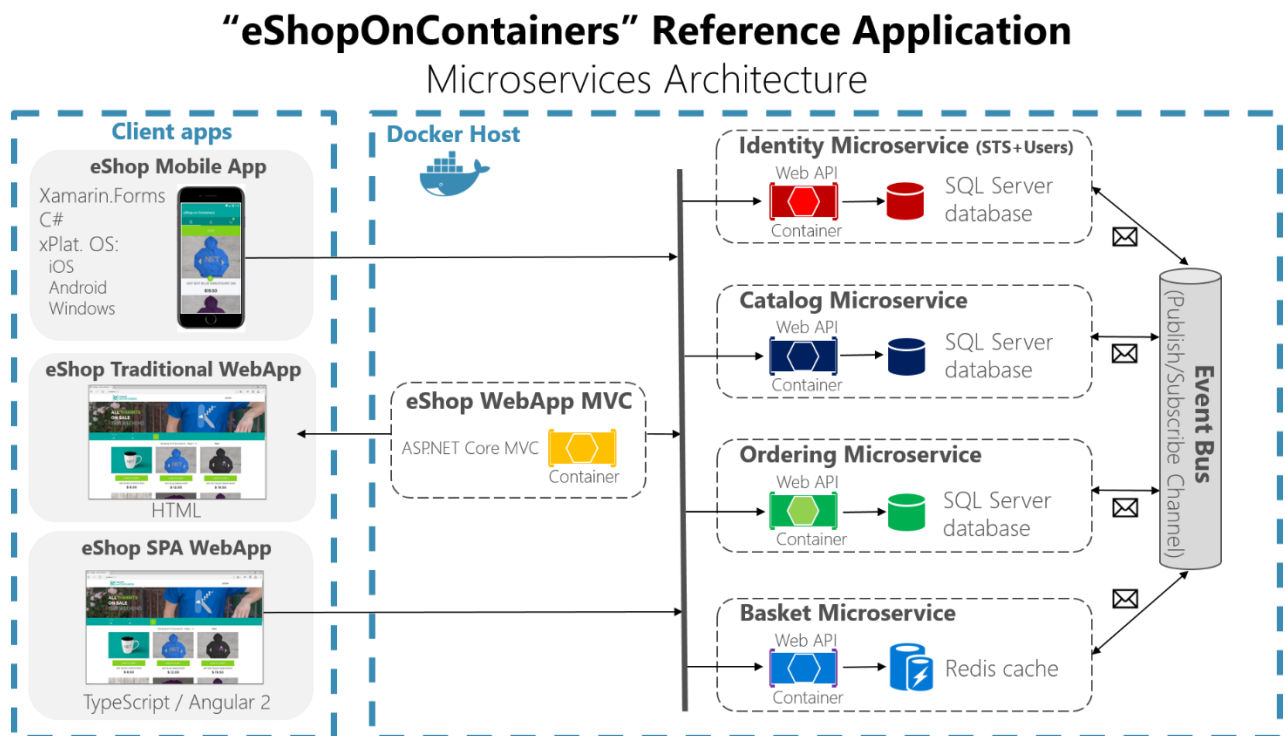 “eShopOnContainers” Reference Application
Microservices Architecture
Client apps
eShop Mobile App
Xamarin.Forms
C#
xPlat. OS:
iOS
Android
Windows
eShop Traditional WebApp
HTML
eShop SPA WebApp
TypeScript / Angular 2
Docker Host
eShop WebApp MVC
ASP.NET Core MVC
Container
Identity Microservice (STS+Users)
Web API
Container
SQL Server
database
Catalog Microservice
Web API
Container
SQL Server
database
Ordering Microservice
Web API
Container
SQL Server
database
Basket Microservice
Web API
Container
Redis cache
Event Bus
(Publish/Subscribe Channel)